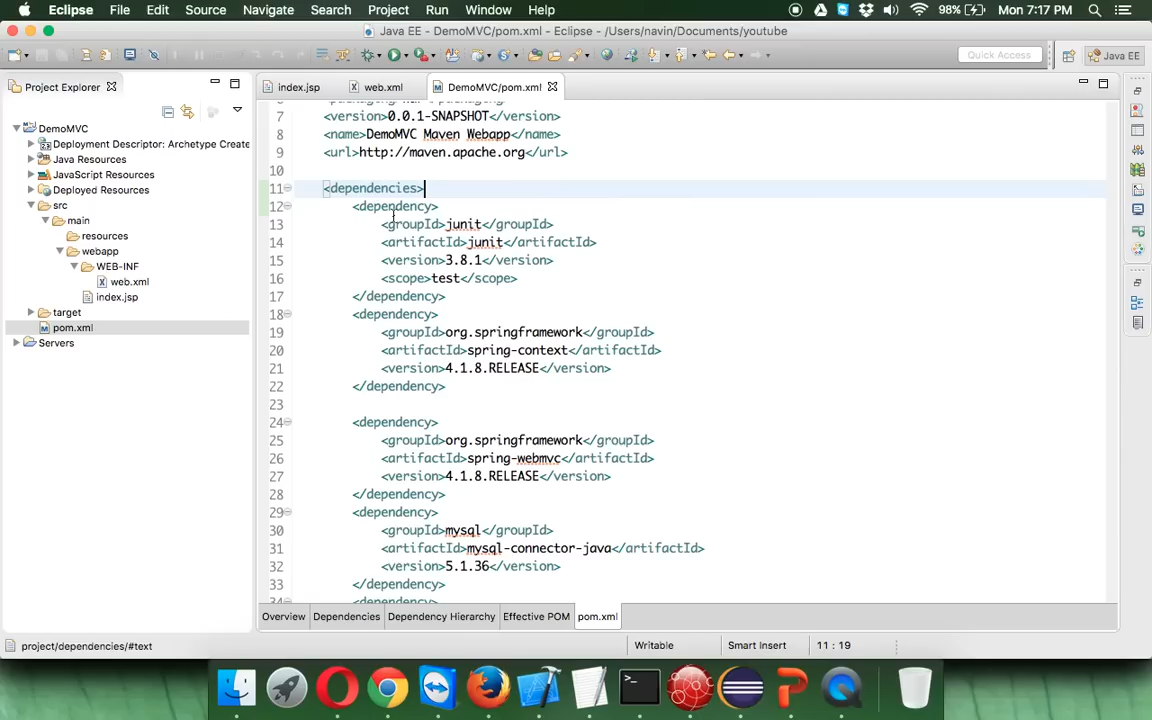 Eclipse File Edit Source Navigate Search Project Run Window Help 98% Mon 7:17 PM
Java EE - DemoMVC/pom.xml - Eclipse - /Users/navin/Documents/youtube
Quick Access Java EE
Project Explorer
index.jsp web.xml DemoMVC/pom.xml
DemoMVC
Deployment Descriptor: Archetype Create
Java Resources
JavaScript Resources
Deployed Resources
src
main
resources
webapp
WEB-INF
web.xml
index.jsp
target
pom.xml
Servers
7 <version>0.0.1-SNAPSHOT</version>
8 <name>DemoMVC Maven Webapp</name>
9 <url>http://maven.apache.org</url>
10
11 <dependencies>
12 <dependency>
13 <groupId>junit</groupId>
14 <artifactId>junit</artifactId>
15 <version>3.8.1</version>
16 <scope>test</scope>
17 </dependency>
18 <dependency>
19 <groupId>org.springframework</groupId>
20 <artifactId>spring-context</artifactId>
21 <version>4.1.8.RELEASE</version>
22 </dependency>
23
24 <dependency>
25 <groupId>org.springframework</groupId>
26 <artifactId>spring-webmvc</artifactId>
27 <version>4.1.8.RELEASE</version>
28 </dependency>
29 <dependency>
30 <groupId>mysql</groupId>
31 <artifactId>mysql-connector-java</artifactId>
32 <version>5.1.36</version>
33 </dependency>
Overview Dependencies Dependency Hierarchy Effective POM pom.xml
project/dependencies/#text Writable Smart Insert 11 : 19